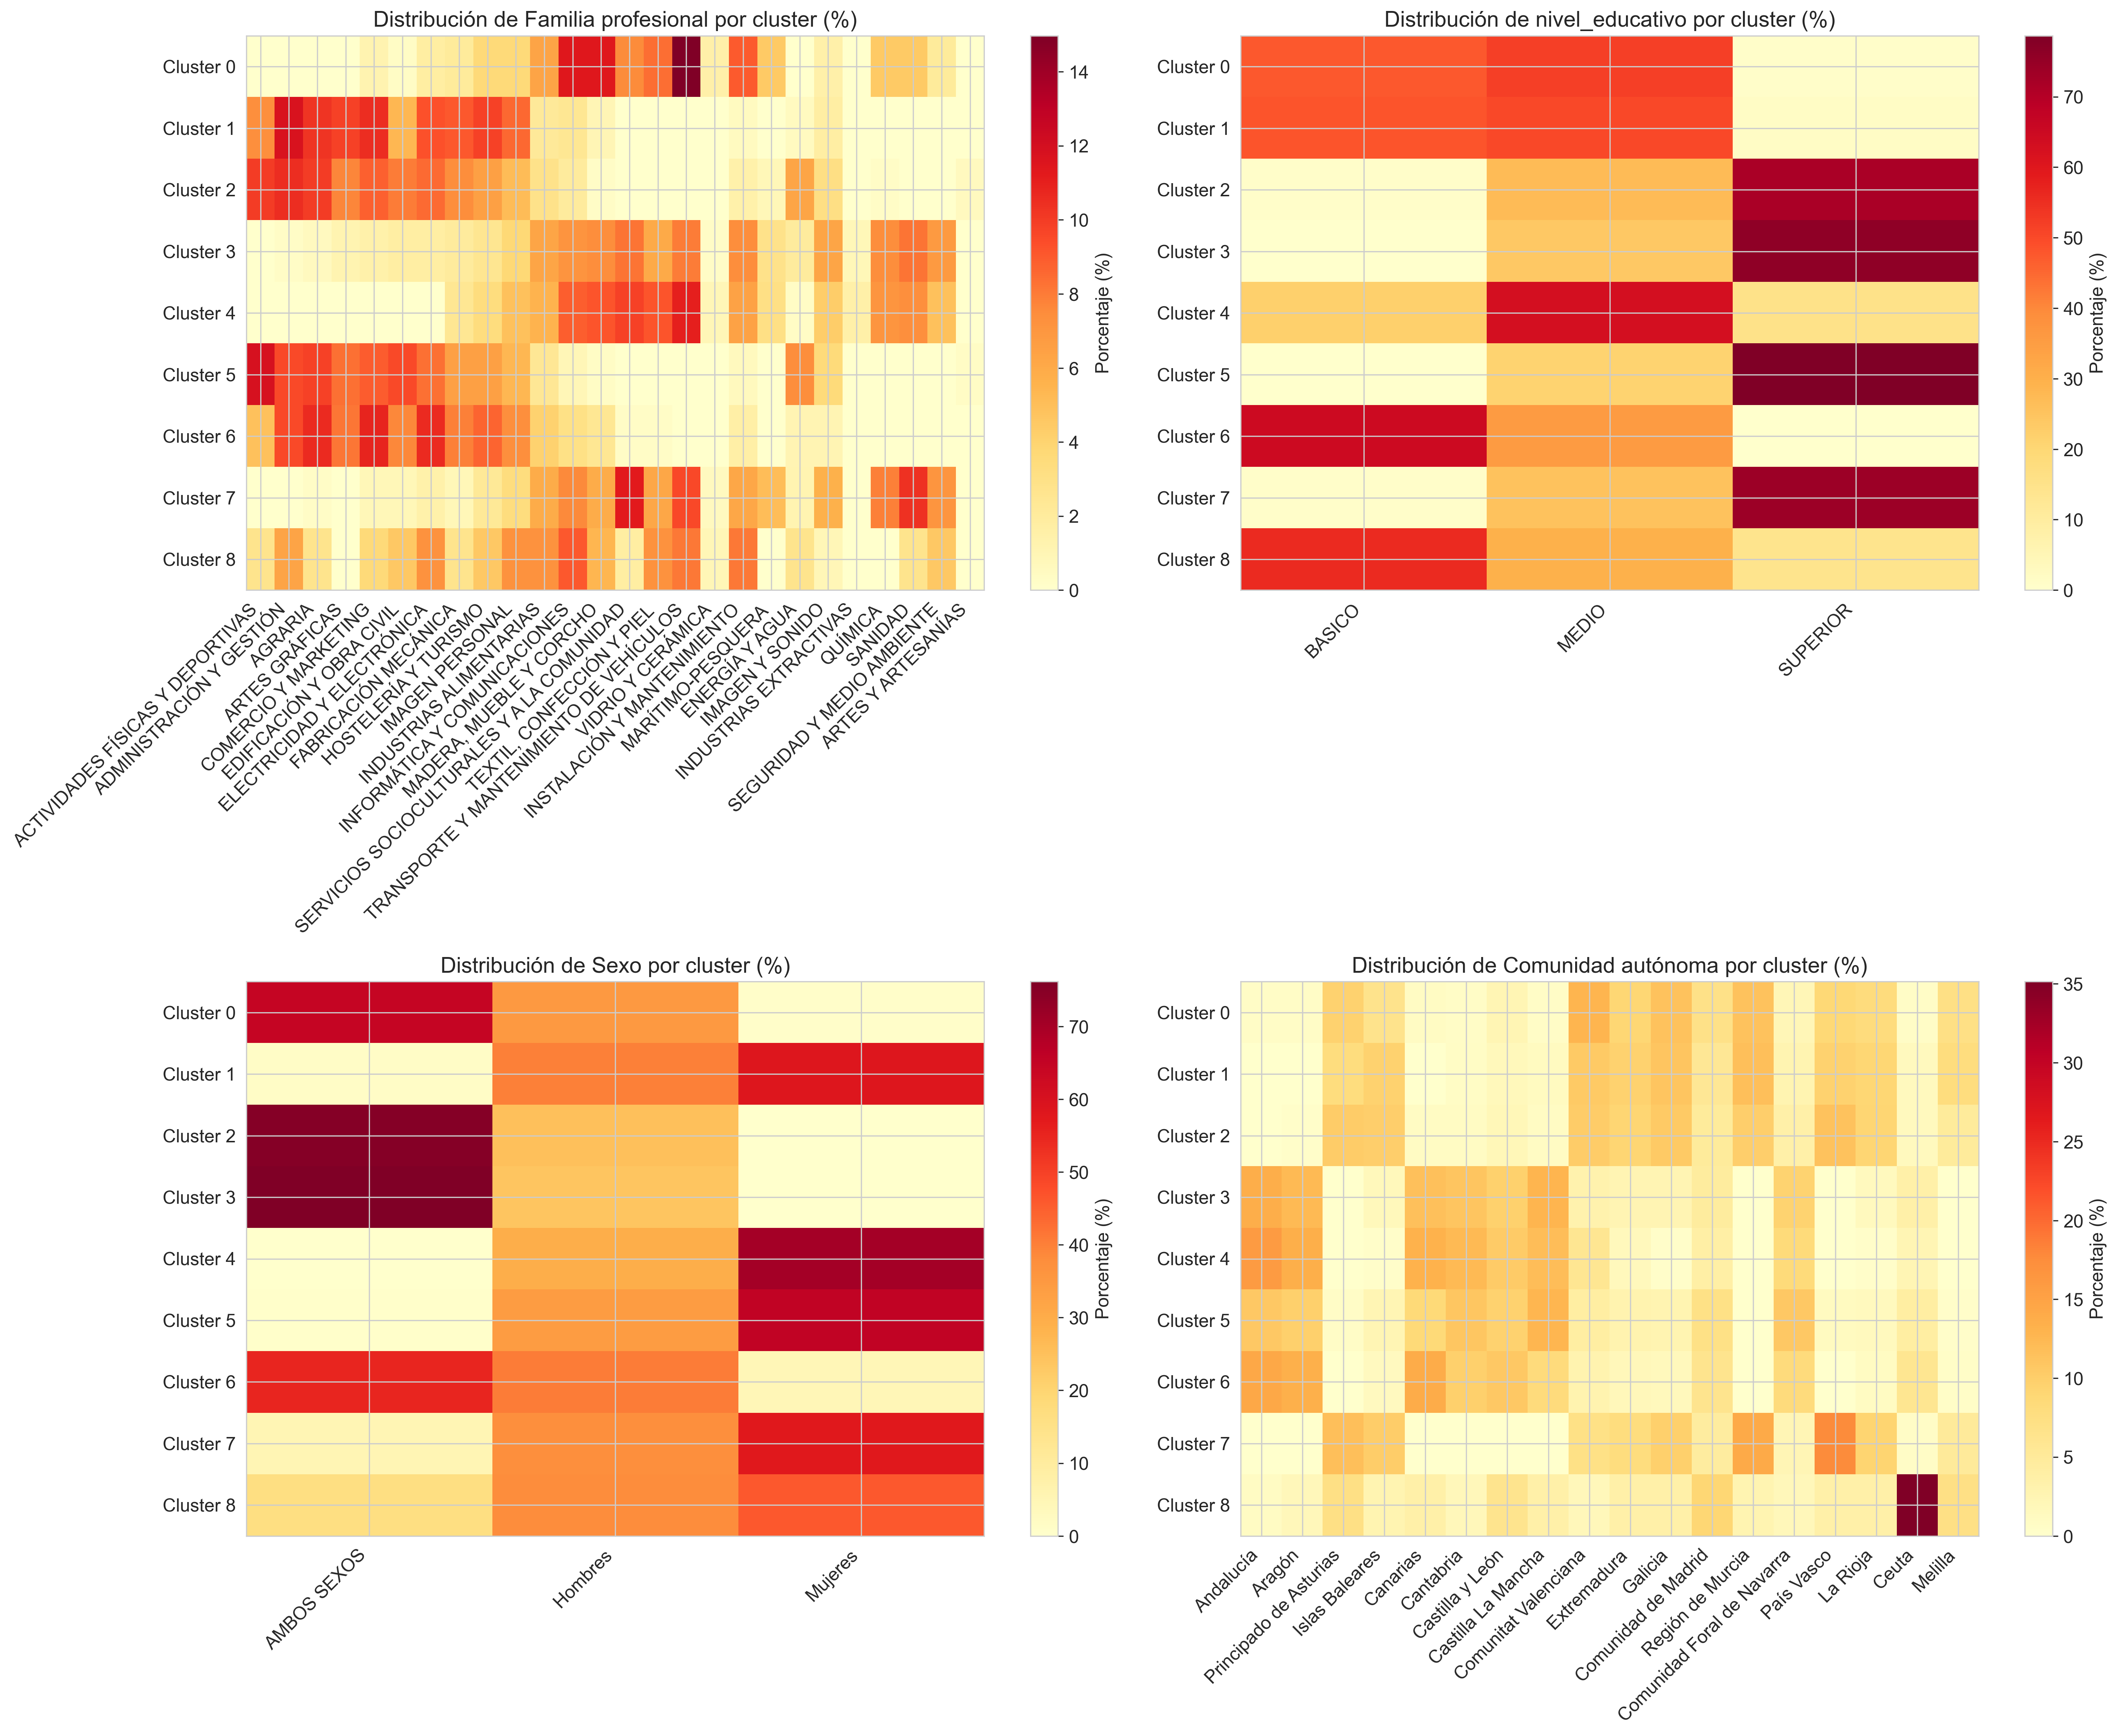 Distribución de Familia profesional por cluster (%)
Cluster 0
Cluster 1
Cluster 2
Cluster 3
Cluster 4
Cluster 5
Cluster 6
Cluster 7
Cluster 8
ACTIVIDADES FÍSICAS Y DEPORTIVAS
ADMINISTRACIÓN Y GESTIÓN
AGRARIA
ARTES GRÁFICAS
COMERCIO Y MARKETING
EDIFICACIÓN Y OBRA CIVIL
ELECTRICIDAD Y ELECTRÓNICA
FABRICACIÓN MECÁNICA
HOSTELERÍA Y TURISMO
IMAGEN PERSONAL
INDUSTRIAS ALIMENTARIAS
INFORMÁTICA Y COMUNICACIONES
MADERA, MUEBLE Y CORCHO
SERVICIOS SOCIOCULTURALES Y A LA COMUNIDAD
TEXTIL, CONFECCIÓN Y PIEL
TRANSPORTE Y MANTENIMIENTO DE VEHÍCULOS
VIDRIO Y CERÁMICA
INSTALACIÓN Y MANTENIMIENTO
MARÍTIMO-PESQUERA
ENERGÍA Y AGUA
IMAGEN Y SONIDO
INDUSTRIAS EXTRACTIVAS
QUÍMICA
SANIDAD
SEGURIDAD Y MEDIO AMBIENTE
ARTES Y ARTESANÍAS
14
12
10
8
6
4
2
0
Porcentaje (%)
Distribución de nivel_educativo por cluster (%)
Cluster 0
Cluster 1
Cluster 2
Cluster 3
Cluster 4
Cluster 5
Cluster 6
Cluster 7
Cluster 8
BASICO
MEDIO
SUPERIOR
70
60
50
40
30
20
10
0
Porcentaje (%)
Distribución de Sexo por cluster (%)
Cluster 0
Cluster 1
Cluster 2
Cluster 3
Cluster 4
Cluster 5
Cluster 6
Cluster 7
Cluster 8
AMBOS SEXOS
Hombres
Mujeres
70
60
50
40
30
20
10
0
Porcentaje (%)
Distribución de Comunidad autónoma por cluster (%)
Cluster 0
Cluster 1
Cluster 2
Cluster 3
Cluster 4
Cluster 5
Cluster 6
Cluster 7
Cluster 8
Andalucía
Aragón
Principado de Asturias
Islas Baleares
Canarias
Cantabria
Castilla y León
Castilla La Mancha
Comunitat Valenciana
Extremadura
Galicia
Comunidad de Madrid
Región de Murcia
Comunidad Foral de Navarra
País Vasco
La Rioja
Ceuta
Melilla
35
30
25
20
15
10
5
0
Porcentaje (%)